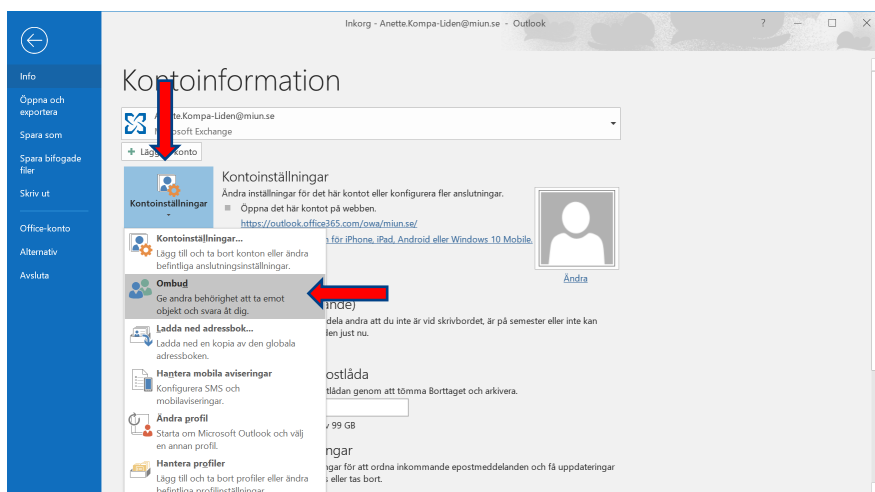 Inkorg - Anette.Kompa-Liden@miun.se - Outlook
?
Info
Öppna och
exportera
Spara som
Spara bifogade
filer
Skriv ut
Office-konto
Alternativ
Avsluta
Kontoinformation
Kompa-Liden@miun.se
Exchange
konto
Kontoinställningar
Kontoinställningar
Ändra inställningar för det här kontot eller konfigurera fler anslutningar.
Öppna det här kontot på webben.
https://outlook.office365.com/owa/miun.se/
för iPhone, iPad, Android eller Windows 10 Mobile.
Ändra
Kontoinställningar...
Lägg till och ta bort konton eller ändra
befintliga anslutningsinställningar.
Ombud
Ge andra behörighet att ta emot
objekt och svara åt dig.
Ladda ned adressbok...
Ladda ned en kopia av den globala
adressboken.
Hantera mobila aviseringar
Konfigurera SMS och
mobilaviseringar.
Ändra profil
Starta om Microsoft Outlook och välj
en annan profil.
Hantera profiler
Lägg till och ta bort profiler eller ändra
befintliga profilinställningar
ande)
dela andra att du inte är vid skrivbordet, är på semester eller inte kan
den just nu.
ostlåda
tlådan genom att tömma Borttaget och arkivera.
v 99 GB
ngar
ngar för att ordna inkommande epostmeddelanden och få uppdateringar
s eller tas bort.